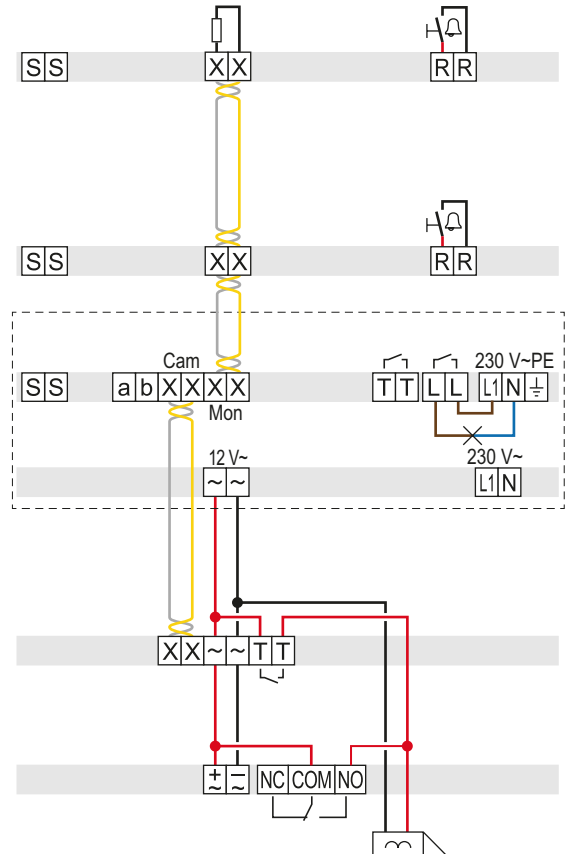 S S X X R R
S S X X R R
Cam 230 V~PE
S S a b X X X X T T L L L1 N
Mon
12 V~ 230 V~
~ ~ L1 N
X X ~ ~ T T
+ ~ − ~ NC COM NO